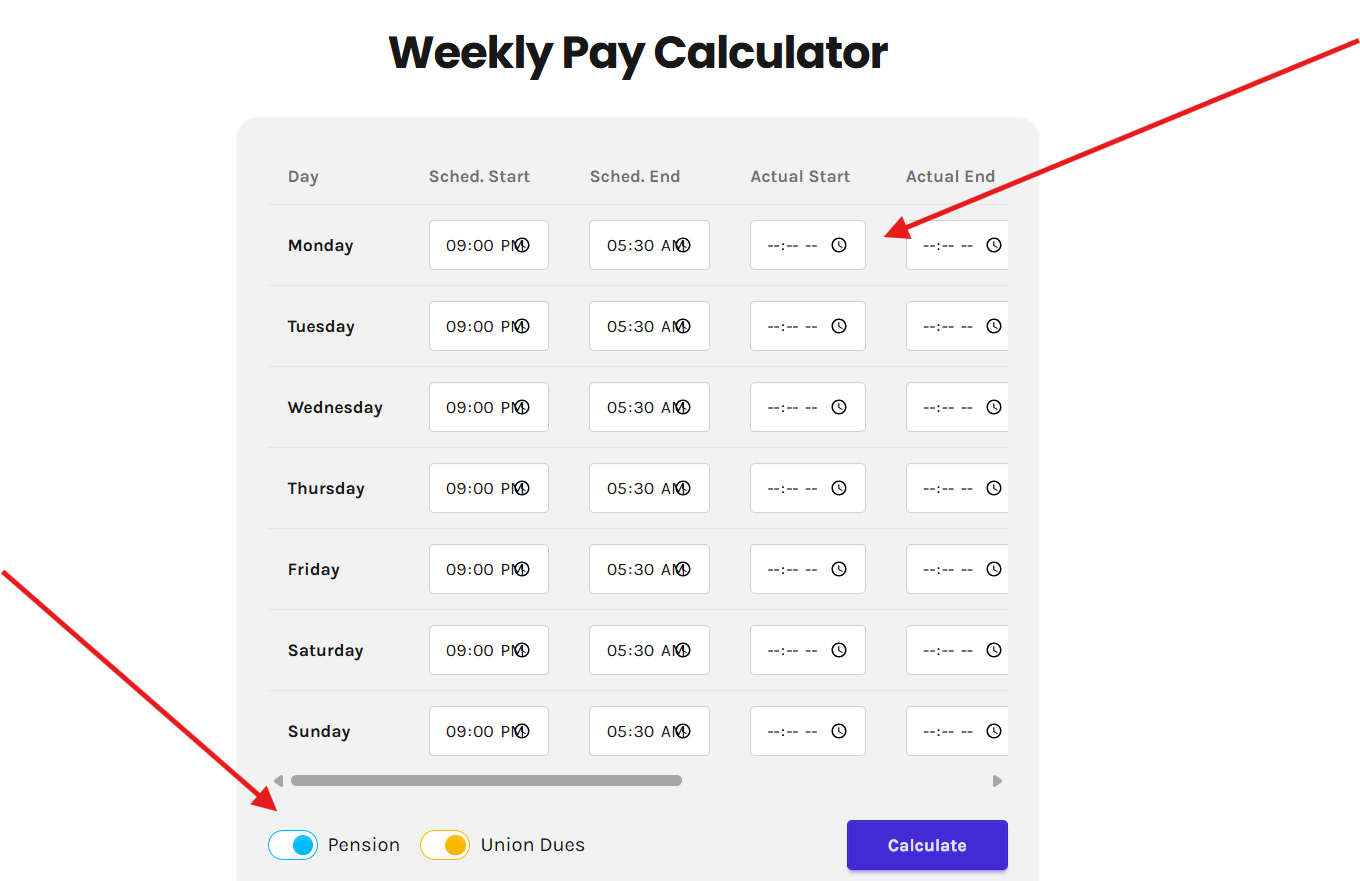 Weekly Pay Calculator
Day Sched. Start Sched. End Actual Start Actual End
Monday 09:00 PM 05:30 AM --:-- -- --:-- --
Tuesday 09:00 PM 05:30 AM --:-- -- --:-- --
Wednesday 09:00 PM 05:30 AM --:-- -- --:-- --
Thursday 09:00 PM 05:30 AM --:-- -- --:-- --
Friday 09:00 PM 05:30 AM --:-- -- --:-- --
Saturday 09:00 PM 05:30 AM --:-- -- --:-- --
Sunday 09:00 PM 05:30 AM --:-- -- --:-- --
Pension Union Dues Calculate